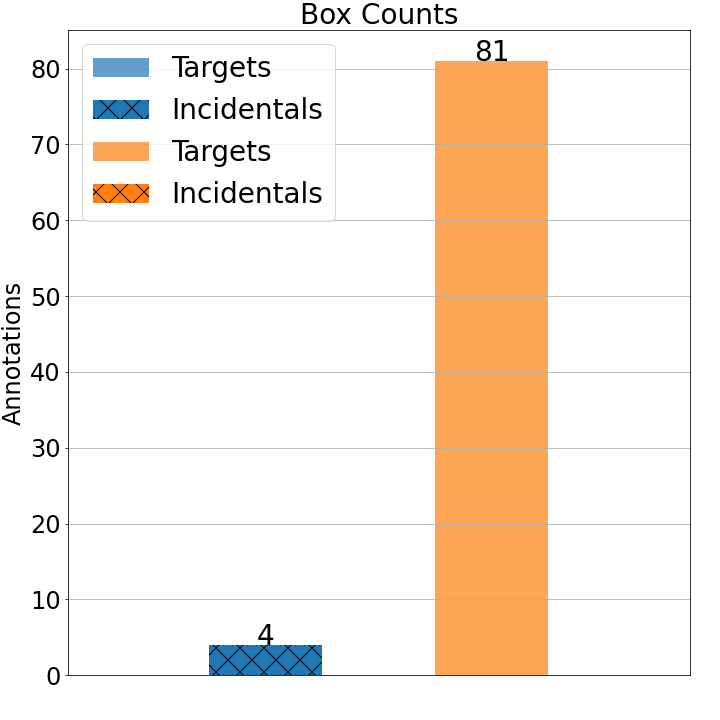 Box Counts
Targets
Incidentals
Targets
Incidentals
81
4
Annotations
80
70
60
50
40
30
20
10
0